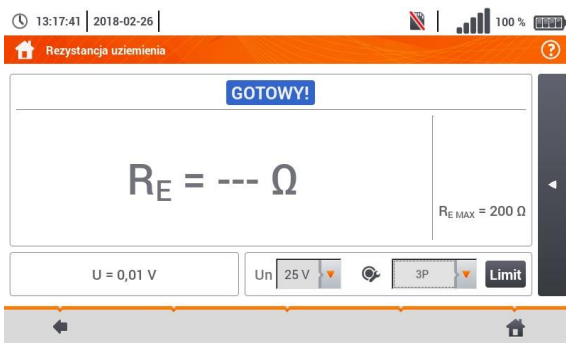 13:17:41 2018-02-26 100 %
Rezystancja uziemienia ?
GOTOWY!
RE = --- Ω
RE MAX = 200 Ω
U = 0,01 V
Un 25 V 3P Limit